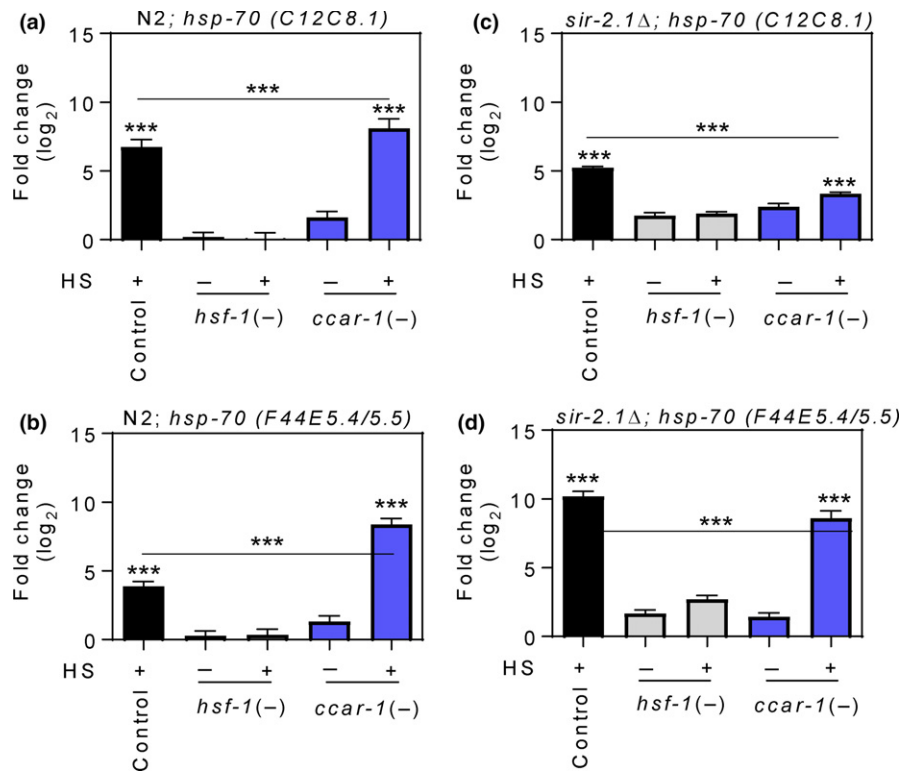 (a) N2; hsp-70 (C12C8.1)
15
10
5
0
Fold change
(log2)
***
***
***
HS + – + – +
Control hsf-1(–) ccar-1(–)
(c) sir-2.1Δ; hsp-70 (C12C8.1)
15
10
5
0
Fold change
(log2)
***
***
***
HS + – + – +
Control hsf-1(–) ccar-1(–)
(b) N2; hsp-70 (F44E5.4/5.5)
15
10
5
0
Fold change
(log2)
***
***
***
HS + – + – +
Control hsf-1(–) ccar-1(–)
(d) sir-2.1Δ; hsp-70 (F44E5.4/5.5)
15
10
5
0
Fold change
(log2)
***
***
***
HS + – + – +
Control hsf-1(–) ccar-1(–)